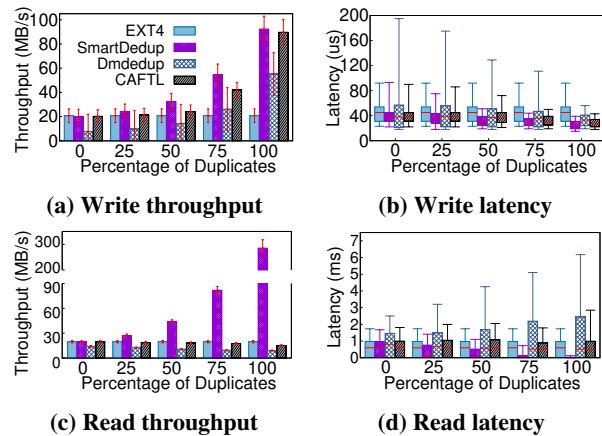 Throughput (MB/s)
100
80
60
40
20
0
EXT4
SmartDedup
Dmdedup
CAFTL
0 25 50 75 100
Percentage of Duplicates
(a) Write throughput
Latency (us)
200
160
120
80
40
0
0 25 50 75 100
Percentage of Duplicates
(b) Write latency
Throughput (MB/s)
300
200
90
60
30
0
0 25 50 75 100
Percentage of Duplicates
(c) Read throughput
Latency (ms)
7
6
5
4
3
2
1
0
0 25 50 75 100
Percentage of Duplicates
(d) Read latency